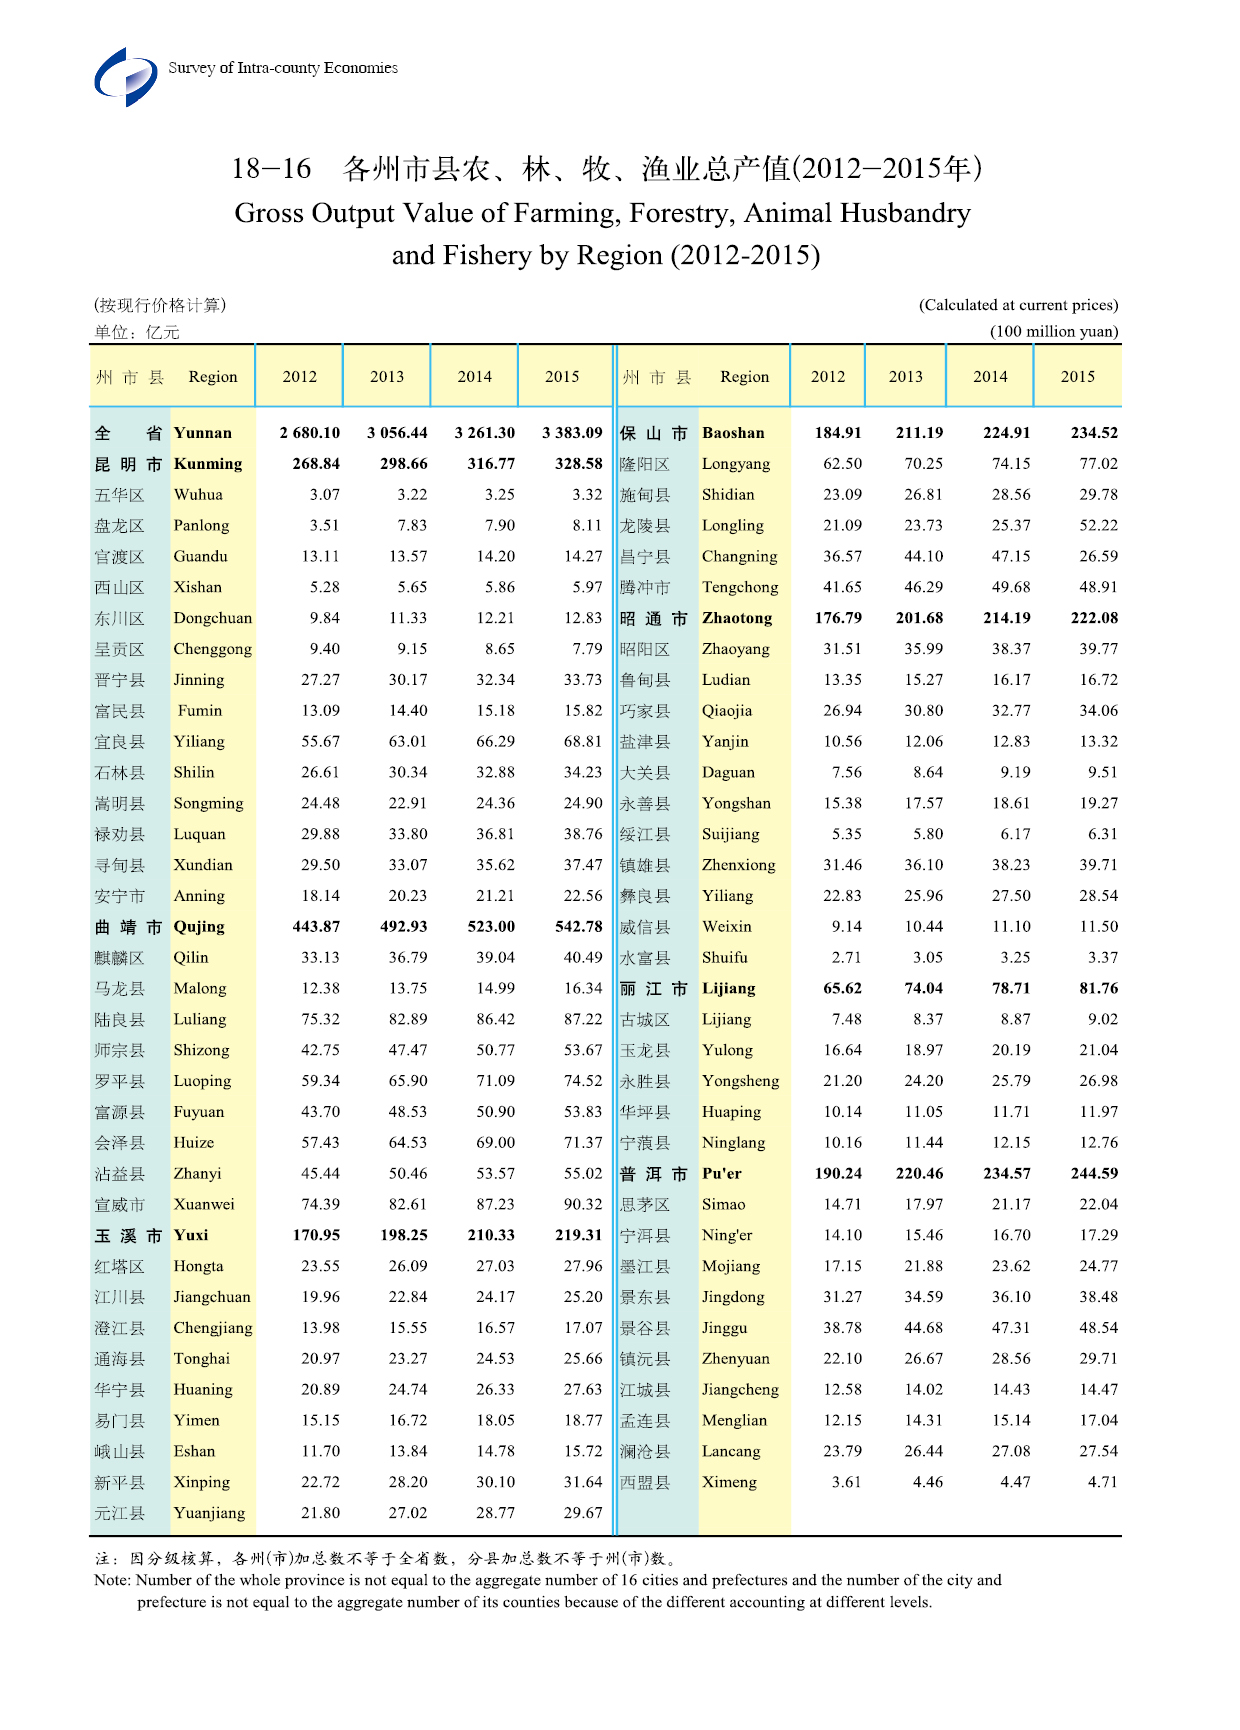 Survey of Intra-county Economies
18—16 各州市县农、林、牧、渔业总产值(2012—2015年)
Gross Output Value of Farming, Forestry, Animal Husbandry
and Fishery by Region (2012-2015)
(按现行价格计算) (Calculated at current prices)
单位：亿元 (100 million yuan)
州 市 县 Region 2012 2013 2014 2015 州 市 县 Region 2012 2013 2014 2015
全 省 Yunnan 2 680.10 3 056.44 3 261.30 3 383.09 保 山 市 Baoshan 184.91 211.19 224.91 234.52
昆 明 市 Kunming 268.84 298.66 316.77 328.58 隆阳区 Longyang 62.50 70.25 74.15 77.02
五华区 Wuhua 3.07 3.22 3.25 3.32 施甸县 Shidian 23.09 26.81 28.56 29.78
盘龙区 Panlong 3.51 7.83 7.90 8.11 龙陵县 Longling 21.09 23.73 25.37 52.22
官渡区 Guandu 13.11 13.57 14.20 14.27 昌宁县 Changning 36.57 44.10 47.15 26.59
西山区 Xishan 5.28 5.65 5.86 5.97 腾冲市 Tengchong 41.65 46.29 49.68 48.91
东川区 Dongchuan 9.84 11.33 12.21 12.83 昭 通 市 Zhaotong 176.79 201.68 214.19 222.08
呈贡区 Chenggong 9.40 9.15 8.65 7.79 昭阳区 Zhaoyang 31.51 35.99 38.37 39.77
晋宁县 Jinning 27.27 30.17 32.34 33.73 鲁甸县 Ludian 13.35 15.27 16.17 16.72
富民县 Fumin 13.09 14.40 15.18 15.82 巧家县 Qiaojia 26.94 30.80 32.77 34.06
宜良县 Yiliang 55.67 63.01 66.29 68.81 盐津县 Yanjin 10.56 12.06 12.83 13.32
石林县 Shilin 26.61 30.34 32.88 34.23 大关县 Daguan 7.56 8.64 9.19 9.51
嵩明县 Songming 24.48 22.91 24.36 24.90 永善县 Yongshan 15.38 17.57 18.61 19.27
禄劝县 Luquan 29.88 33.80 36.81 38.76 绥江县 Suijiang 5.35 5.80 6.17 6.31
寻甸县 Xundian 29.50 33.07 35.62 37.47 镇雄县 Zhenxiong 31.46 36.10 38.23 39.71
安宁市 Anning 18.14 20.23 21.21 22.56 彝良县 Yiliang 22.83 25.96 27.50 28.54
曲 靖 市 Qujing 443.87 492.93 523.00 542.78 威信县 Weixin 9.14 10.44 11.10 11.50
麒麟区 Qilin 33.13 36.79 39.04 40.49 水富县 Shuifu 2.71 3.05 3.25 3.37
马龙县 Malong 12.38 13.75 14.99 16.34 丽 江 市 Lijiang 65.62 74.04 78.71 81.76
陆良县 Luliang 75.32 82.89 86.42 87.22 古城区 Lijiang 7.48 8.37 8.87 9.02
师宗县 Shizong 42.75 47.47 50.77 53.67 玉龙县 Yulong 16.64 18.97 20.19 21.04
罗平县 Luoping 59.34 65.90 71.09 74.52 永胜县 Yongsheng 21.20 24.20 25.79 26.98
富源县 Fuyuan 43.70 48.53 50.90 53.83 华坪县 Huaping 10.14 11.05 11.71 11.97
会泽县 Huize 57.43 64.53 69.00 71.37 宁蒗县 Ninglang 10.16 11.44 12.15 12.76
沾益县 Zhanyi 45.44 50.46 53.57 55.02 普 洱 市 Pu'er 190.24 220.46 234.57 244.59
宣威市 Xuanwei 74.39 82.61 87.23 90.32 思茅区 Simao 14.71 17.97 21.17 22.04
玉 溪 市 Yuxi 170.95 198.25 210.33 219.31 宁洱县 Ning'er 14.10 15.46 16.70 17.29
红塔区 Hongta 23.55 26.09 27.03 27.96 墨江县 Mojiang 17.15 21.88 23.62 24.77
江川县 Jiangchuan 19.96 22.84 24.17 25.20 景东县 Jingdong 31.27 34.59 36.10 38.48
澄江县 Chengjiang 13.98 15.55 16.57 17.07 景谷县 Jinggu 38.78 44.68 47.31 48.54
通海县 Tonghai 20.97 23.27 24.53 25.66 镇沅县 Zhenyuan 22.10 26.67 28.56 29.71
华宁县 Huaning 20.89 24.74 26.33 27.63 江城县 Jiangcheng 12.58 14.02 14.43 14.47
易门县 Yimen 15.15 16.72 18.05 18.77 孟连县 Menglian 12.15 14.31 15.14 17.04
峨山县 Eshan 11.70 13.84 14.78 15.72 澜沧县 Lancang 23.79 26.44 27.08 27.54
新平县 Xinping 22.72 28.20 30.10 31.64 西盟县 Ximeng 3.61 4.46 4.47 4.71
元江县 Yuanjiang 21.80 27.02 28.77 29.67
注：因分级核算，各州(市)加总数不等于全省数，分县加总数不等于州(市)数。
Note: Number of the whole province is not equal to the aggregate number of 16 cities and prefectures and the number of the city and
prefecture is not equal to the aggregate number of its counties because of the different accounting at different levels.